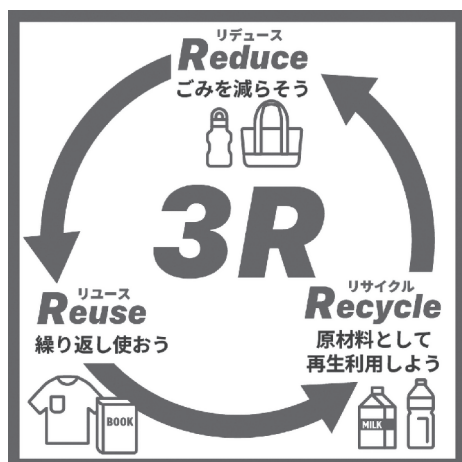 リデュース
Reduce
ごみを減らそう
3R
リユース
Reuse
繰り返し使おう
BOOK
リサイクル
Recycle
原材料として
再生利用しよう
MILK